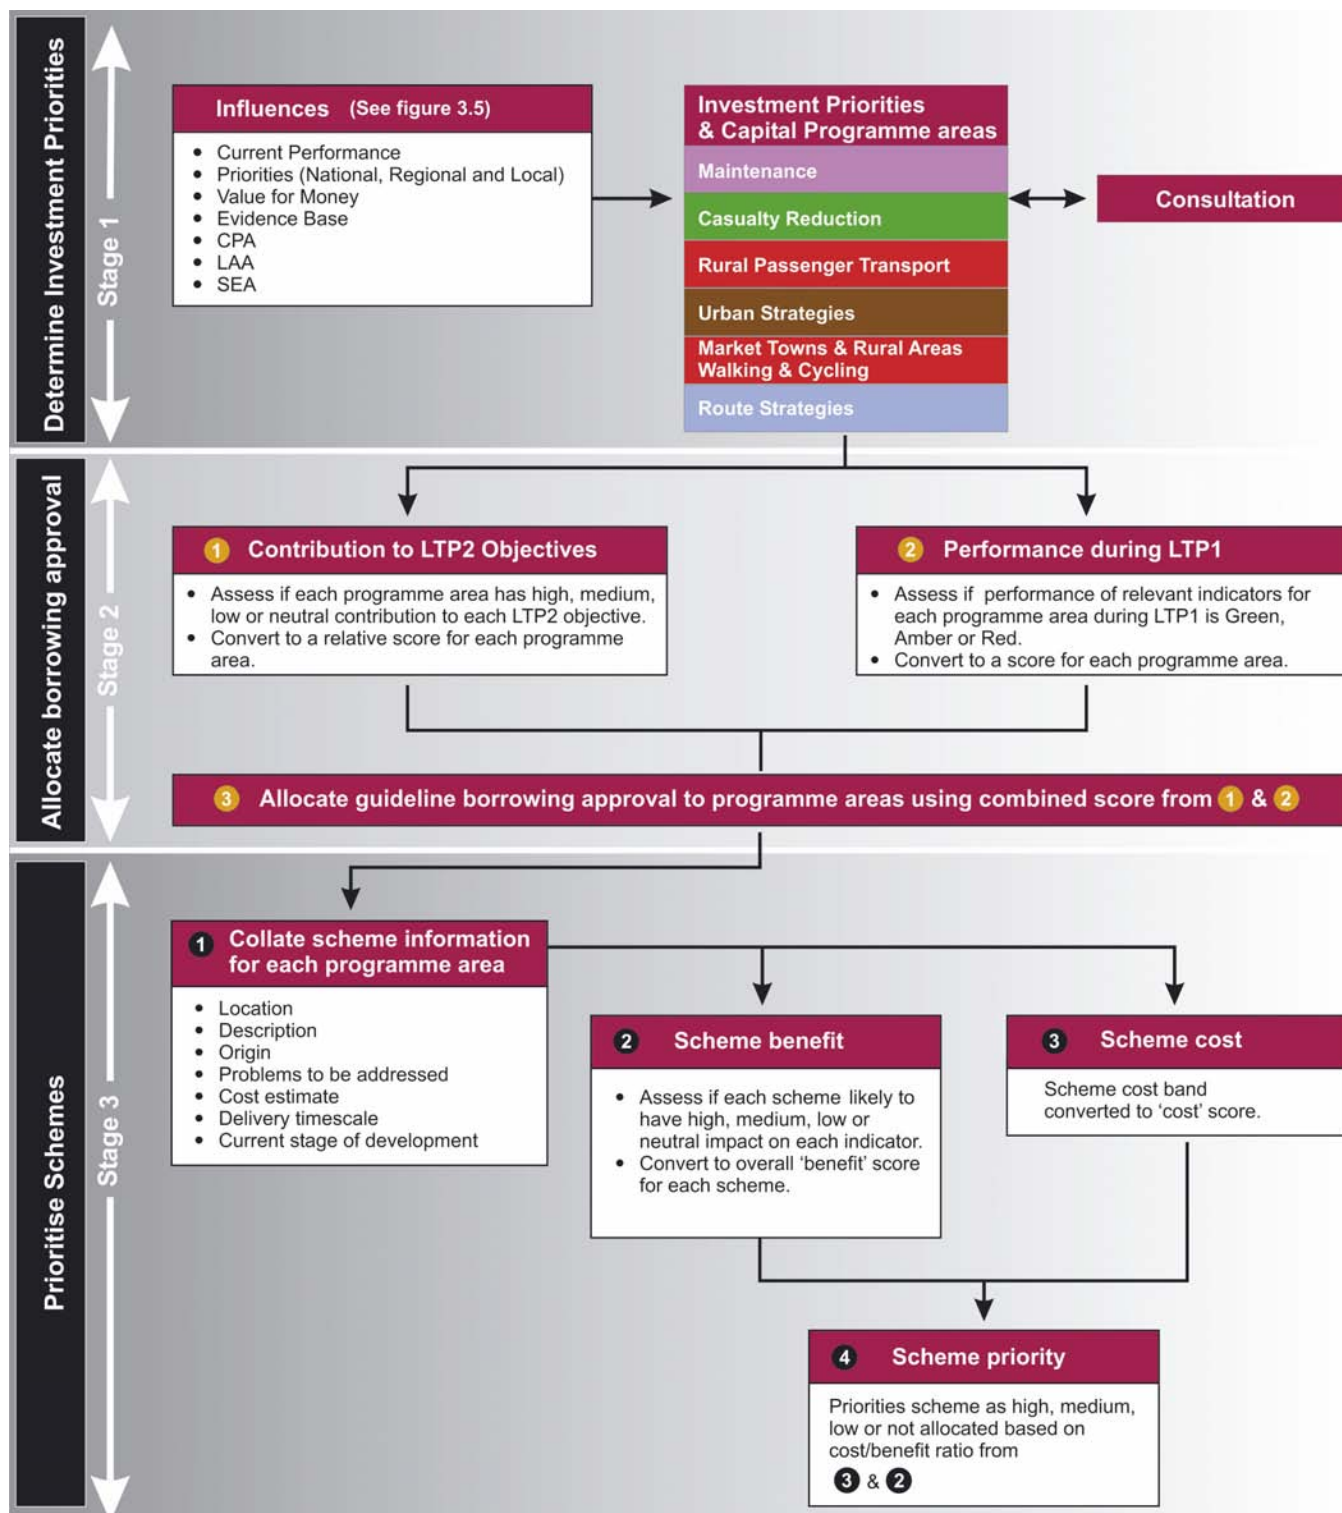 Determine Investment Priorities
Stage 1
Influences (See figure 3.5)
• Current Performance
• Priorities (National, Regional and Local)
• Value for Money
• Evidence Base
• CPA
• LAA
• SEA
Investment Priorities
& Capital Programme areas
Maintenance
Casualty Reduction
Rural Passenger Transport
Urban Strategies
Market Towns & Rural Areas
Walking & Cycling
Route Strategies
Consultation
Allocate borrowing approval
Stage 2
1 Contribution to LTP2 Objectives
• Assess if each programme area has high, medium,
low or neutral contribution to each LTP2 objective.
• Convert to a relative score for each programme
area.
2 Performance during LTP1
• Assess if performance of relevant indicators for
each programme area during LTP1 is Green,
Amber or Red.
• Convert to a score for each programme area.
3 Allocate guideline borrowing approval to programme areas using combined score from 1 & 2
Prioritise Schemes
Stage 3
1 Collate scheme information
for each programme area
• Location
• Description
• Origin
• Problems to be addressed
• Cost estimate
• Delivery timescale
• Current stage of development
2 Scheme benefit
• Assess if each scheme likely to
have high, medium, low or
neutral impact on each indicator.
• Convert to overall ‘benefit’ score
for each scheme.
3 Scheme cost
Scheme cost band
converted to ‘cost’ score.
4 Scheme priority
Priorities scheme as high, medium,
low or not allocated based on
cost/benefit ratio from
3 & 2